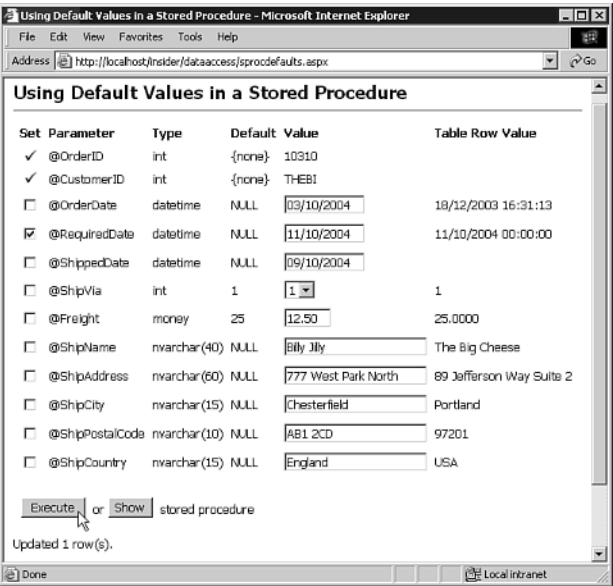 Using Default Values in a Stored Procedure - Microsoft Internet Explorer
File Edit View Favorites Tools Help
Address http://localhost/insider/dataaccess/sprocdefaults.aspx Go
Using Default Values in a Stored Procedure
Set Parameter Type Default Value Table Row Value
@OrderID int {none} 10310
@CustomerID int {none} THEBI
@OrderDate datetime NULL 03/10/2004 18/12/2003 16:31:13
@RequiredDate datetime NULL 11/10/2004 11/10/2004 00:00:00
@ShippedDate datetime NULL 09/10/2004
@ShipVia int 1 1 1
@Freight money 25 12.50 25.0000
@ShipName nvarchar(40) NULL Billy Jilly The Big Cheese
@ShipAddress nvarchar(60) NULL 777 West Park North 89 Jefferson Way Suite 2
@ShipCity nvarchar(15) NULL Chesterfield Portland
@ShipPostalCode nvarchar(10) NULL AB1 2CD 97201
@ShipCountry nvarchar(15) NULL England USA
Execute or Show stored procedure
Updated 1 row(s).
Done Local intranet